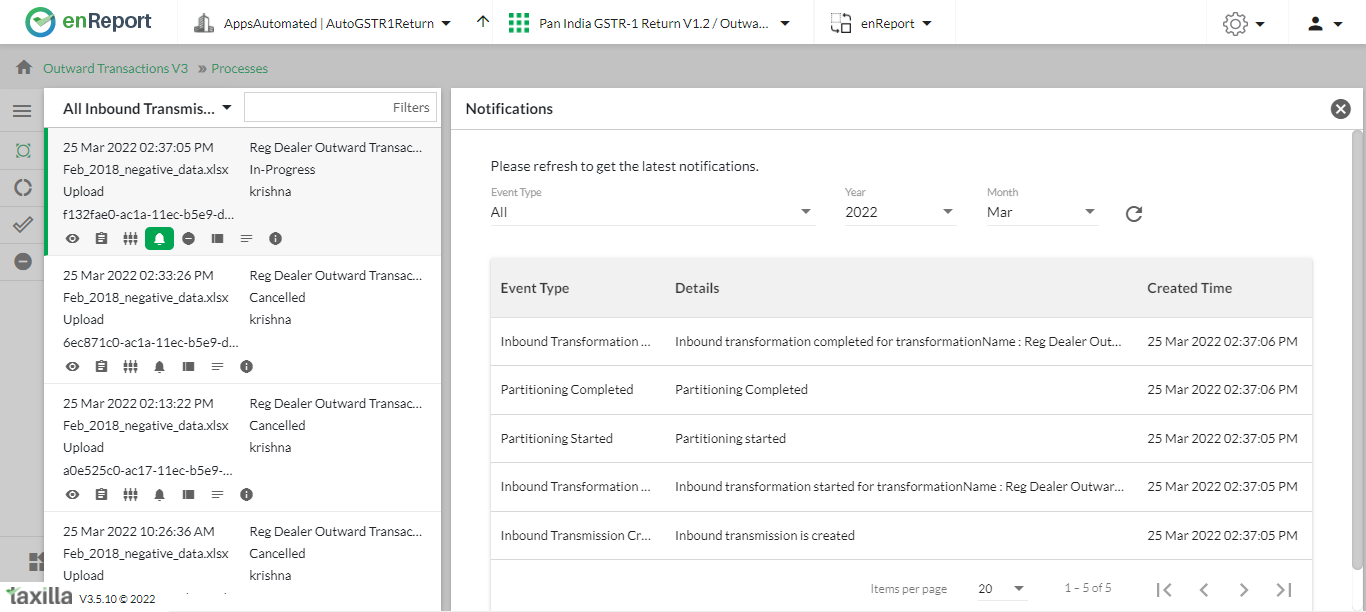 enReport
AppsAutomated | AutoGSTR1Return
Pan India GSTR-1 Return V1.2 / Outwa...
enReport
Outward Transactions V3 » Processes
All Inbound Transmis...
Filters
25 Mar 2022 02:37:05 PM Reg Dealer Outward Transac...
Feb_2018_negative_data.xlsx In-Progress
Upload krishna
f132fae0-ac1a-11ec-b5e9-d...
25 Mar 2022 02:33:26 PM Reg Dealer Outward Transac...
Feb_2018_negative_data.xlsx Cancelled
Upload krishna
6ec871c0-ac1a-11ec-b5e9-d...
25 Mar 2022 02:13:22 PM Reg Dealer Outward Transac...
Feb_2018_negative_data.xlsx Cancelled
Upload krishna
a0e525c0-ac17-11ec-b5e9-...
25 Mar 2022 10:26:36 AM Reg Dealer Outward Transac...
Feb_2018_negative_data.xlsx Cancelled
Upload krishna
taxilla V3.5.10 © 2022
Notifications
Please refresh to get the latest notifications.
Event Type Year Month
All 2022 Mar
Event Type Details Created Time
Inbound Transformation ... Inbound transformation completed for transformationName : Reg Dealer Out... 25 Mar 2022 02:37:06 PM
Partitioning Completed Partitioning Completed 25 Mar 2022 02:37:06 PM
Partitioning Started Partitioning started 25 Mar 2022 02:37:05 PM
Inbound Transformation ... Inbound transformation started for transformationName : Reg Dealer Outwar... 25 Mar 2022 02:37:05 PM
Inbound Transmission Cr... Inbound transmission is created 25 Mar 2022 02:37:05 PM
Items per page 20 1 – 5 of 5